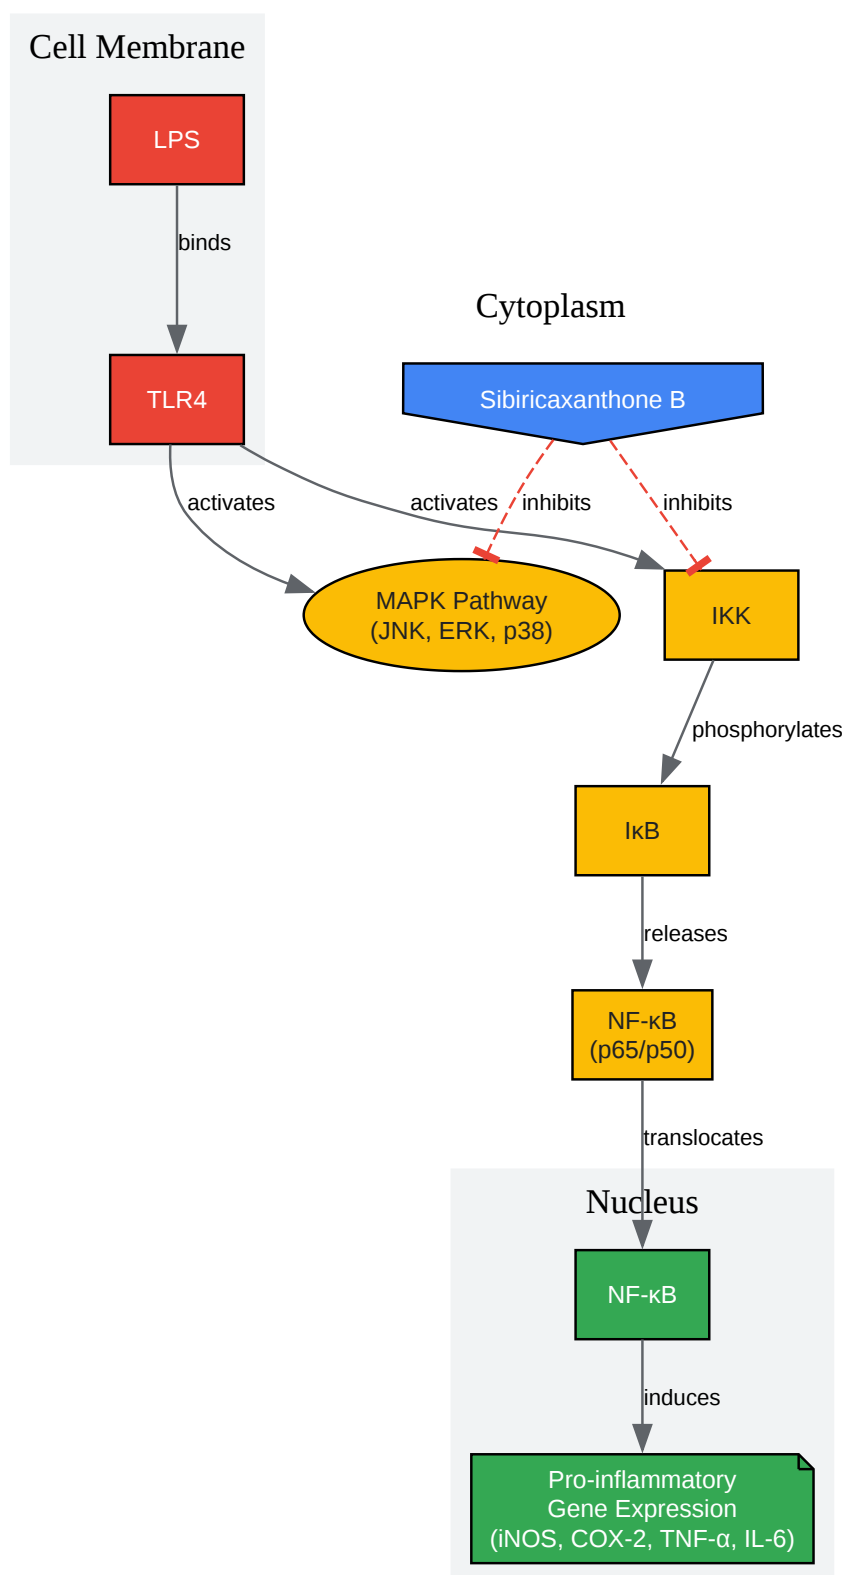 Cell Membrane
LPS
binds
Cytoplasm
TLR4
Sibiricaxanthone B
activates
activates
inhibits
inhibits
MAPK Pathway
(JNK, ERK, p38)
IKK
phosphorylates
IκB
releases
NF-κB
(p65/p50)
translocates
Nucleus
NF-κB
induces
Pro-inflammatory
Gene Expression
(iNOS, COX-2, TNF-α, IL-6)